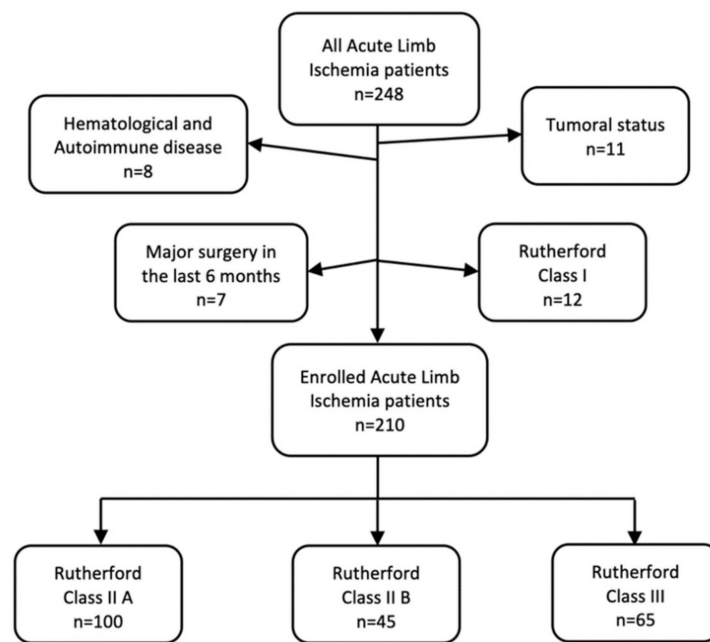 All Acute Limb
Ischemia patients
n=248
Hematological and
Autoimmune disease
n=8
Tumoral status
n=11
Major surgery in
the last 6 months
n=7
Rutherford
Class I
n=12
Enrolled Acute Limb
Ischemia patients
n=210
Rutherford
Class II A
n=100
Rutherford
Class II B
n=45
Rutherford
Class III
n=65